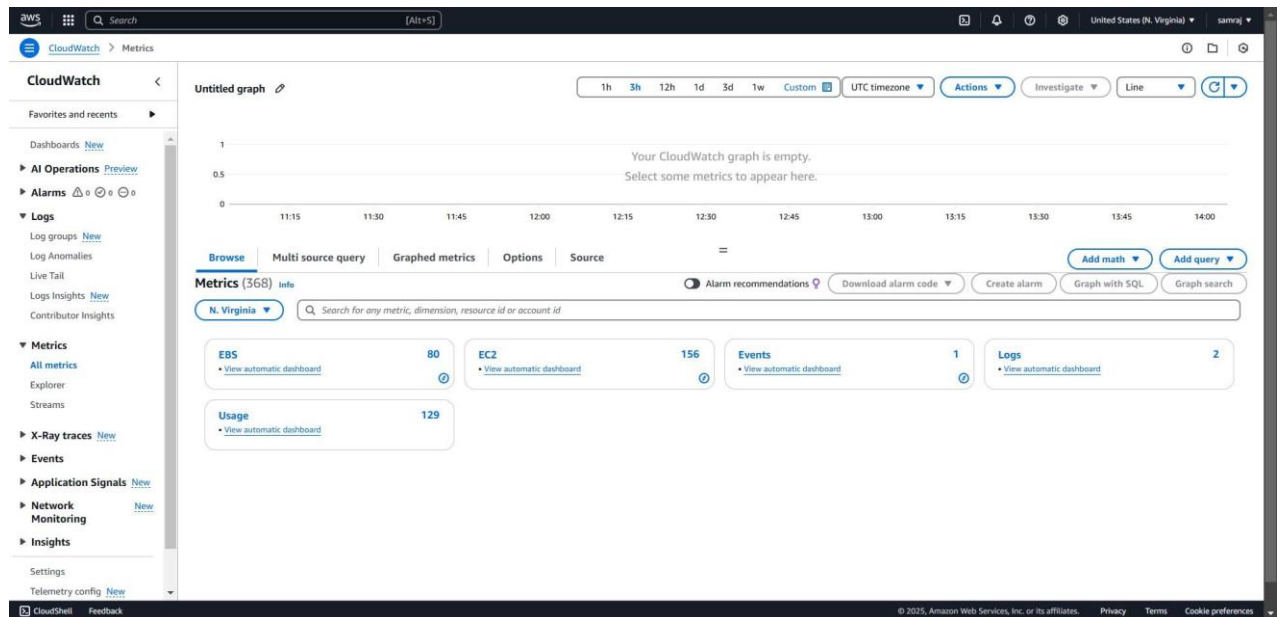 aws Search [Alt+S] United States (N. Virginia) ▼ samraj ▼
CloudWatch > Metrics
CloudWatch
Favorites and recents
Dashboards New
AI Operations Preview
Alarms 0 0 0
Logs
Log groups New
Log Anomalies
Live Tail
Logs Insights New
Contributor Insights
Metrics
All metrics
Explorer
Streams
X-Ray traces New
Events
Application Signals New
Network Monitoring New
Insights
Settings
Telemetry config New
Untitled graph 1h 3h 12h 1d 3d 1w Custom UTC timezone ▼ Actions ▼ Investigate ▼ Line ▼
1
0.5
0
Your CloudWatch graph is empty.
Select some metrics to appear here.
11:15 11:30 11:45 12:00 12:15 12:30 12:45 13:00 13:15 13:30 13:45 14:00
Browse Multi source query Graphed metrics Options Source Add math ▼ Add query ▼
Metrics (368) Info Alarm recommendations Download alarm code ▼ Create alarm Graph with SQL Graph search
N. Virginia ▼ Search for any metric, dimension, resource id or account id
EBS 80
• View automatic dashboard
EC2 156
• View automatic dashboard
Events 1
• View automatic dashboard
Logs 2
• View automatic dashboard
Usage 129
• View automatic dashboard
CloudShell Feedback © 2025, Amazon Web Services, Inc. or its affiliates. Privacy Terms Cookie preferences